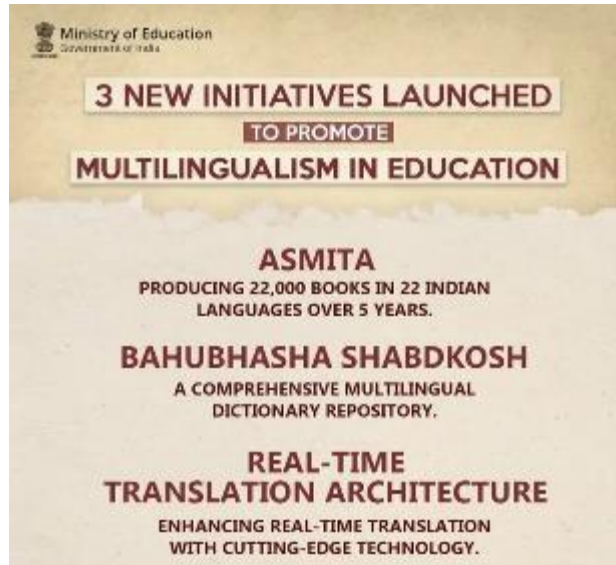 Ministry of Education
Government of India
3 NEW INITIATIVES LAUNCHED
TO PROMOTE
MULTILINGUALISM IN EDUCATION
ASMITA
PRODUCING 22,000 BOOKS IN 22 INDIAN
LANGUAGES OVER 5 YEARS.
BAHUBHASHA SHABDKOSH
A COMPREHENSIVE MULTILINGUAL
DICTIONARY REPOSITORY.
REAL-TIME
TRANSLATION ARCHITECTURE
ENHANCING REAL-TIME TRANSLATION
WITH CUTTING-EDGE TECHNOLOGY.